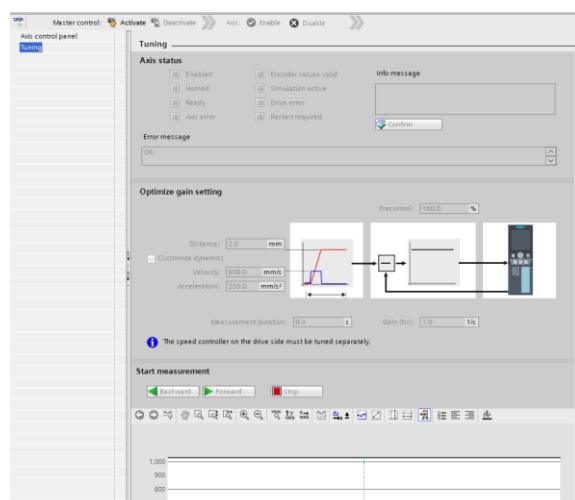 Master control: Activate Deactivate Axis: Enable Disable
Axis control panel
Tuning
Tuning
Axis status
Enabled Encoder values valid Info message
Homed Simulation active
Ready Drive error
Axis error Restart required
Confirm
Error message
OK
Optimize gain setting
Precontrol: 100.0 %
Distance: 2.0 mm
Customize dynamics
Velocity: 500.0 mm/s
Acceleration: 250.0 mm/s²
Measurement duration: 0.4 s Gain (Kv): 1.0 1/s
The speed controller on the drive side must be tuned separately.
Start measurement
Backward Forward Stop
1,000
900
800